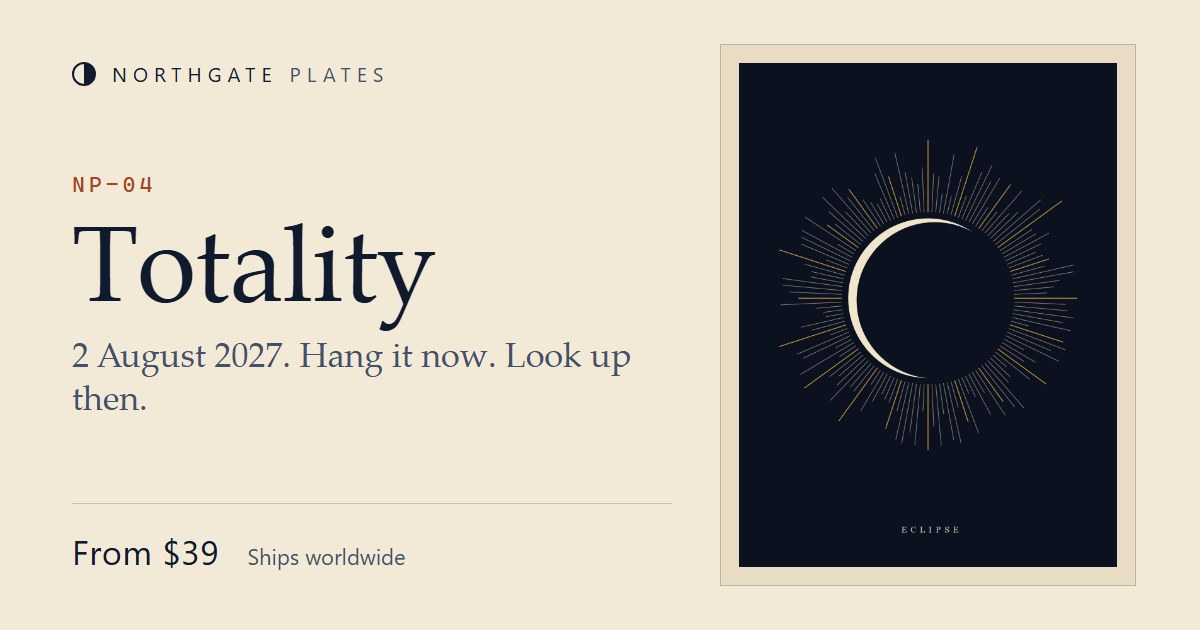 NORTHGATE PLATES
NP-04
Totality
2 August 2027. Hang it now. Look up
then.
From $39 Ships worldwide
ECLIPSE